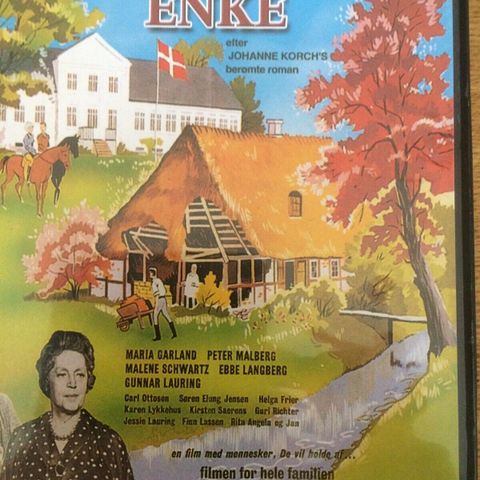 ENKE
efter
JOHANNE KORCH'S
berømte roman
MARIA GARLAND PETER MALBERG
MALENE SCHWARTZ EBBE LANGBERG
GUNNAR LAURING
Carl Ottosen Søren Elung Jensen Helga Frier
Karen Lykkehus Kirsten Saerens Guri Richter
Jessie Lauring Finn Lassen Rita Angela og Jan
en film med mennesker, De vil holde af...
filmen for hele familien